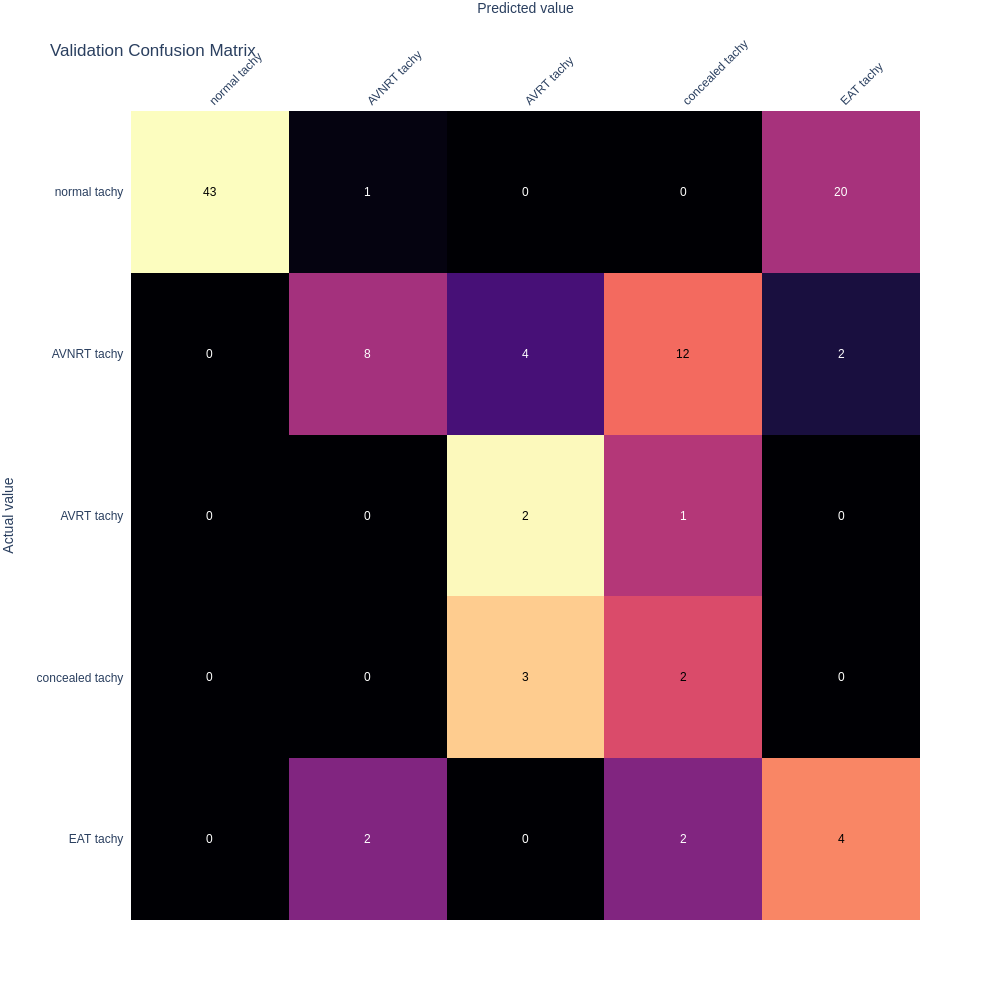 Predicted value
Validation Confusion Matrix
normal tachy
AVNRT tachy
AVRT tachy
concealed tachy
EAT tachy
normal tachy 43 1 0 0 20
AVNRT tachy 0 8 4 12 2
Actual value
AVRT tachy 0 0 2 1 0
concealed tachy 0 0 3 2 0
EAT tachy 0 2 0 2 4